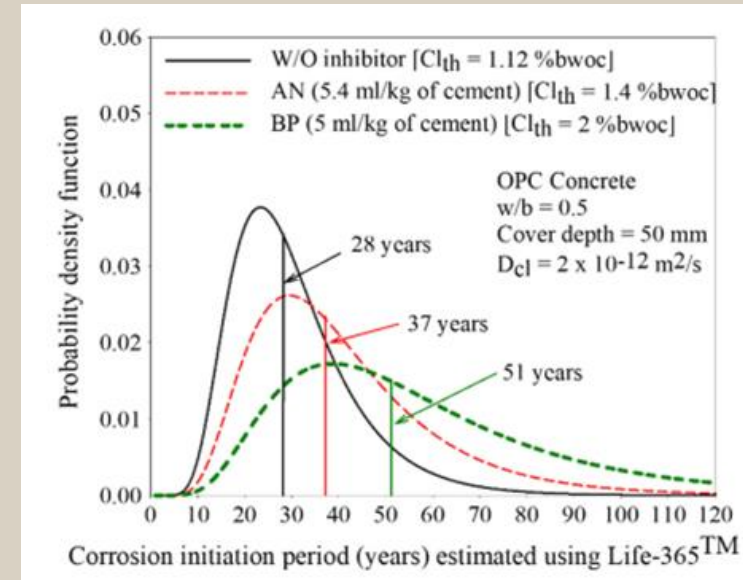 0.06
0.05
0.04
0.03
0.02
0.01
0.00
Probability density function
W/O inhibitor [Clth = 1.12 %bwoc]
AN (5.4 ml/kg of cement) [Clth = 1.4 %bwoc]
BP (5 ml/kg of cement) [Clth = 2 %bwoc]
OPC Concrete
w/b = 0.5
Cover depth = 50 mm
Dcl = 2 x 10-12 m2/s
28 years
37 years
51 years
0 10 20 30 40 50 60 70 80 90 100 110 120
Corrosion initiation period (years) estimated using Life-365TM